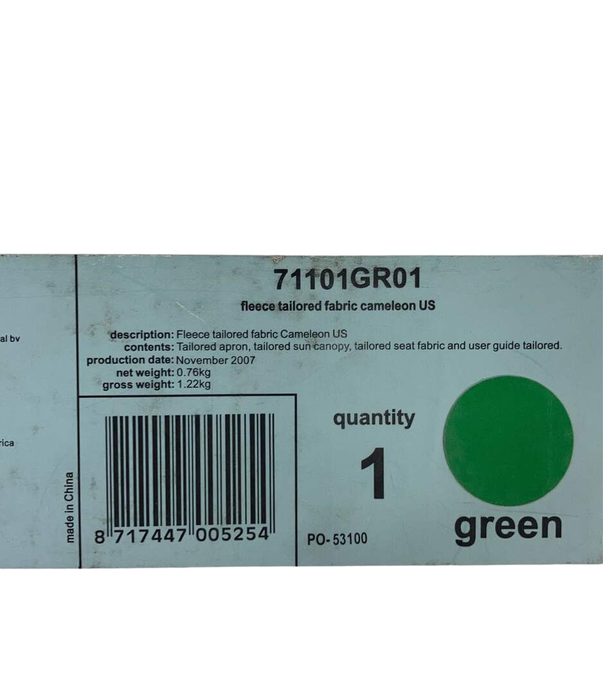 71101GR01
fleece tailored fabric cameleon US
al bv
description: Fleece tailored fabric Cameleon US
contents: Tailored apron, tailored sun canopy, tailored seat fabric and user guide tailored.
production date: November 2007
net weight: 0.76kg
gross weight: 1.22kg
rica
made in China
8 717447 005254
quantity
1
PO-53100
green